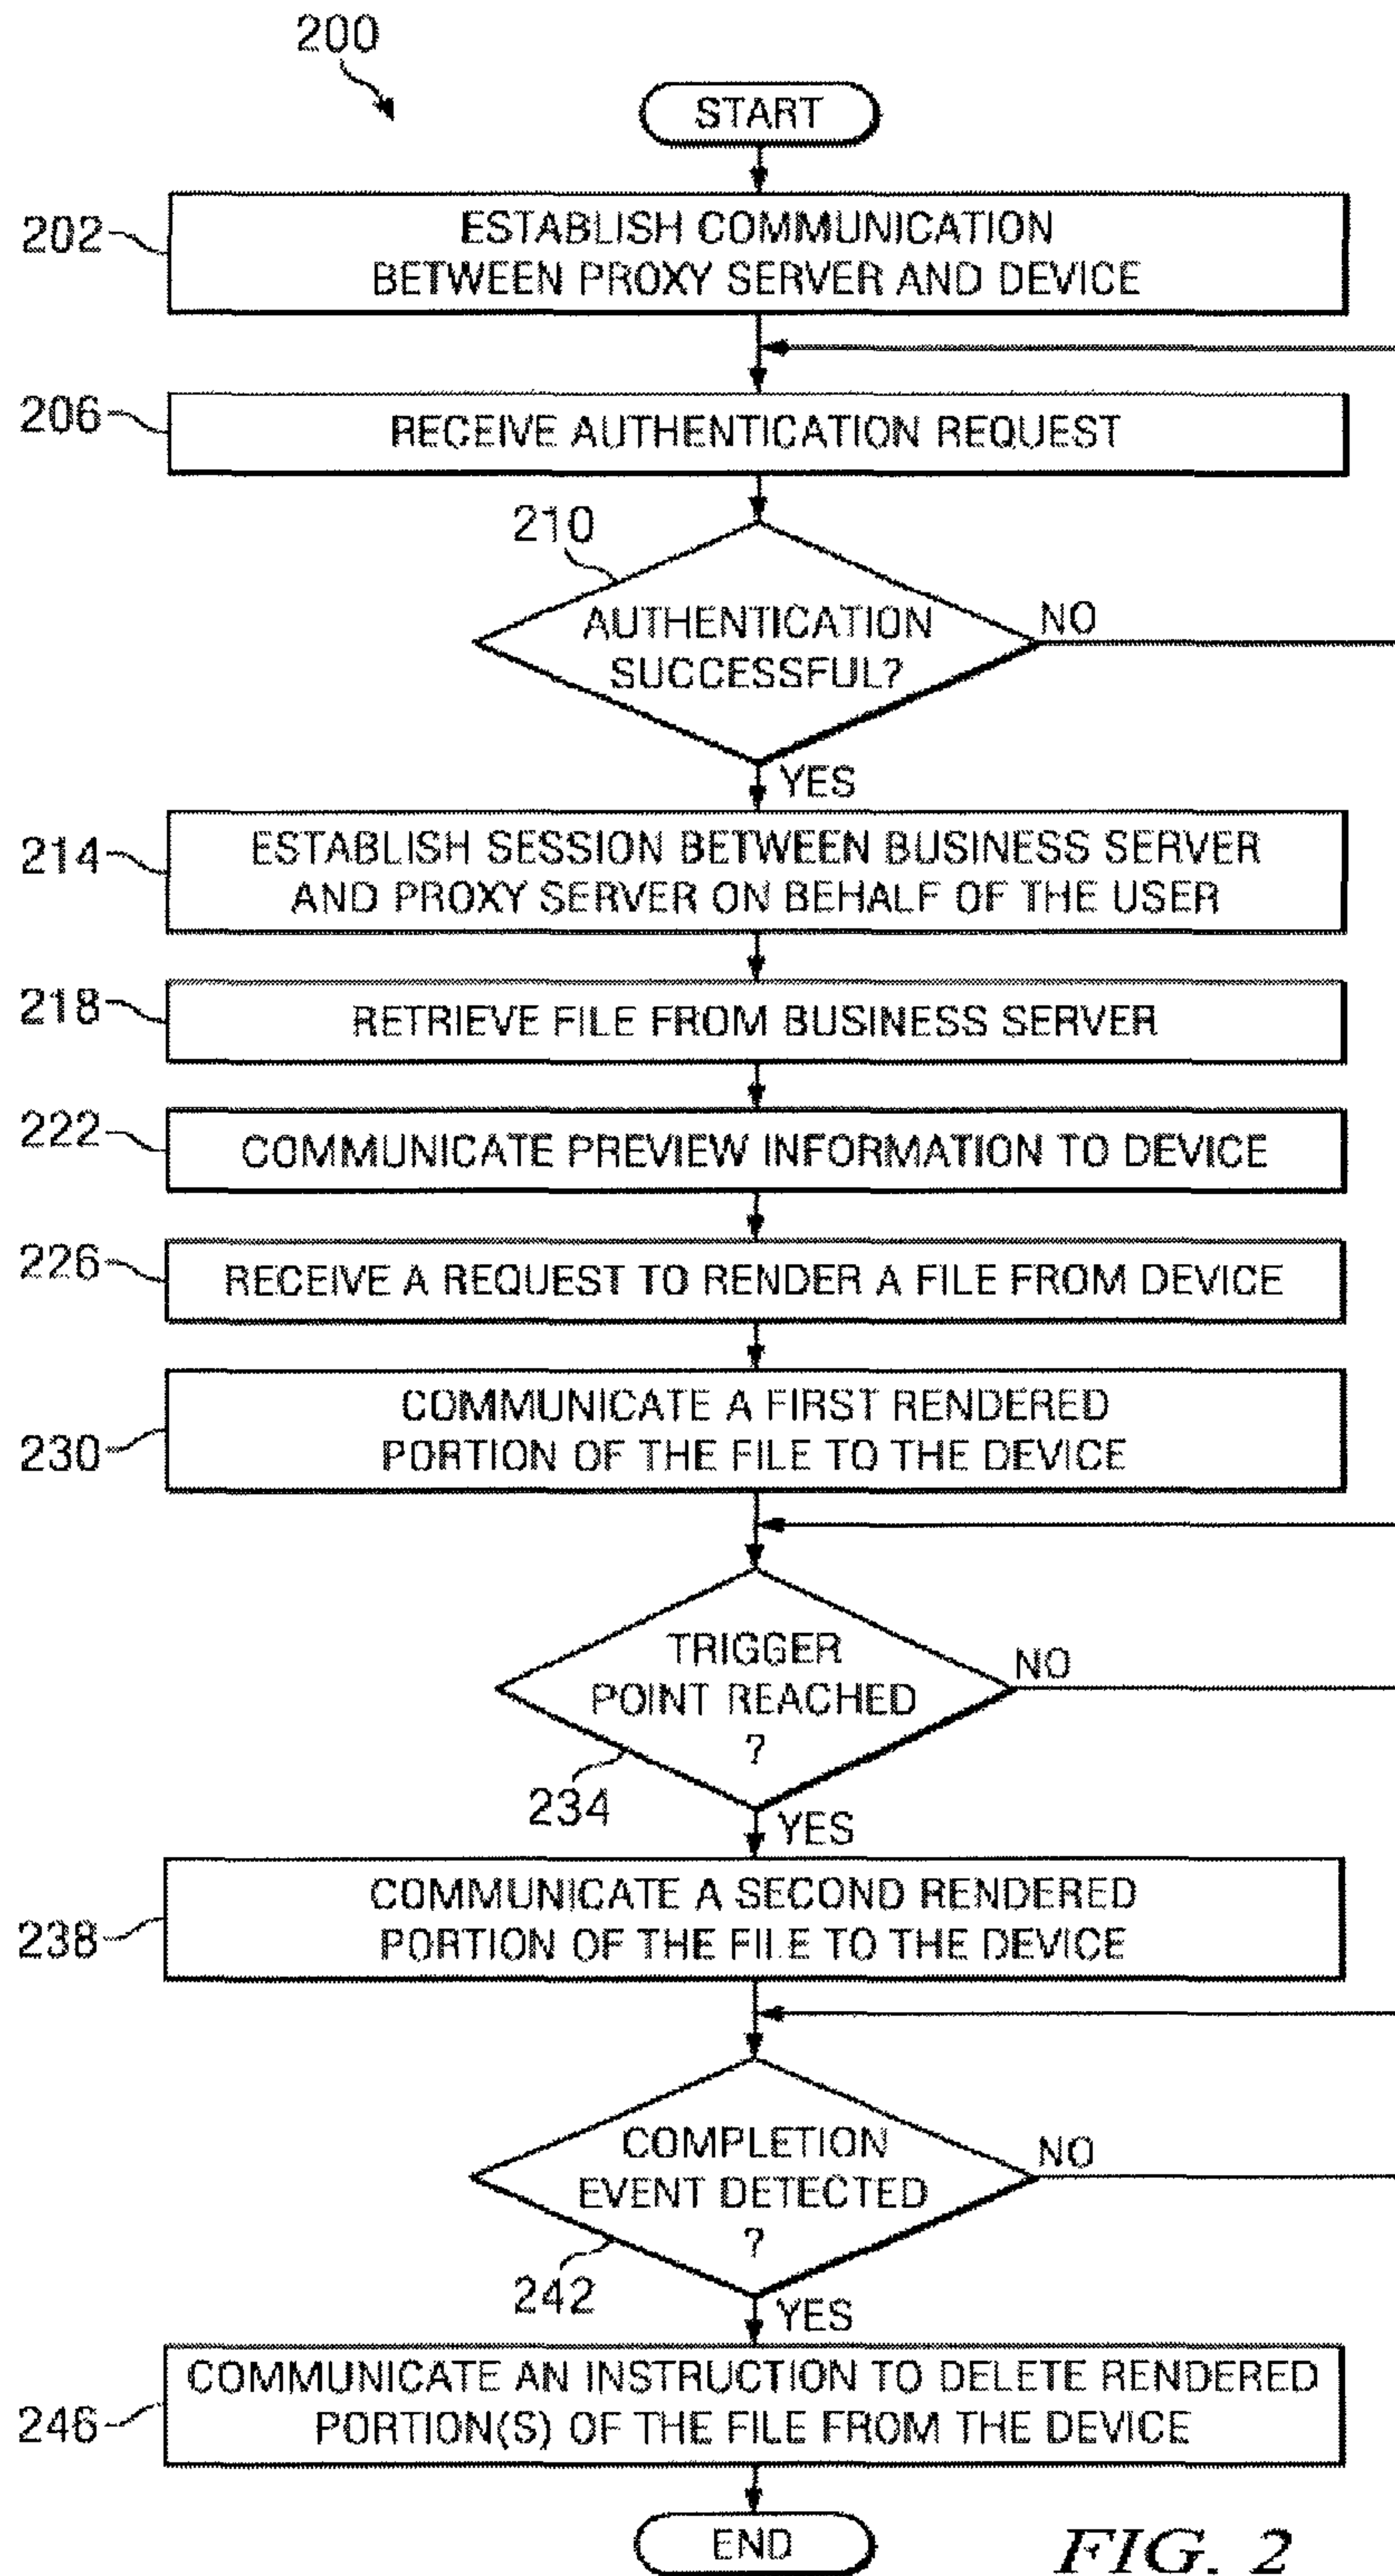 200
START
202
ESTABLISH COMMUNICATION
BETWEEN PROXY SERVER AND DEVICE
206
RECEIVE AUTHENTICATION REQUEST
210
AUTHENTICATION
SUCCESSFUL?
NO
YES
214
ESTABLISH SESSION BETWEEN BUSINESS SERVER
AND PROXY SERVER ON BEHALF OF THE USER
218
RETRIEVE FILE FROM BUSINESS SERVER
222
COMMUNICATE PREVIEW INFORMATION TO DEVICE
226
RECEIVE A REQUEST TO RENDER A FILE FROM DEVICE
230
COMMUNICATE A FIRST RENDERED
PORTION OF THE FILE TO THE DEVICE
TRIGGER
POINT REACHED
?
NO
234
YES
238
COMMUNICATE A SECOND RENDERED
PORTION OF THE FILE TO THE DEVICE
COMPLETION
EVENT DETECTED
?
NO
242
YES
246
COMMUNICATE AN INSTRUCTION TO DELETE RENDERED
PORTION(S) OF THE FILE FROM THE DEVICE
END
FIG. 2